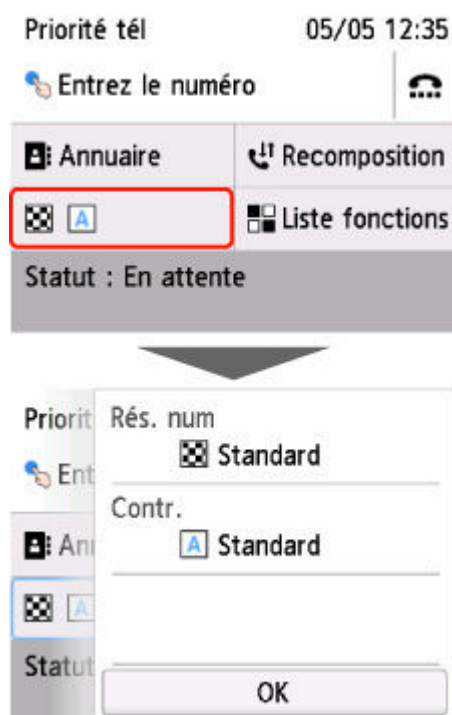 Priorité tél 05/05 12:35
Entrez le numéro
Annuaire Recomposition
A Liste fonctions
Statut : En attente
Priorit Rés. num
Standard
Ent
Contr.
Ann A Standard
A
Statut
OK